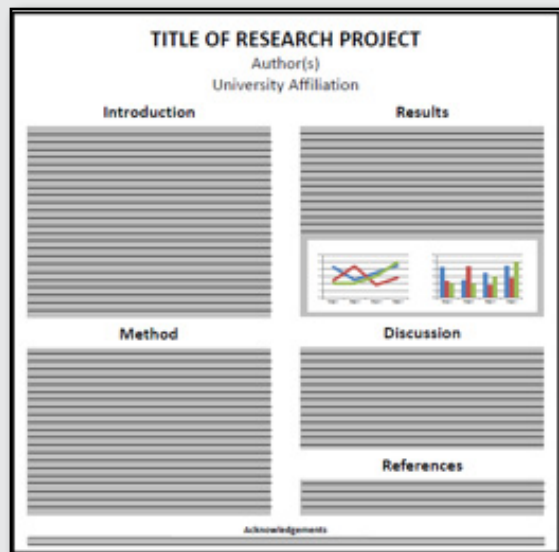 TITLE OF RESEARCH PROJECT
Author(s)
University Affiliation
Introduction
Method
Results
Discussion
References
Acknowledgements